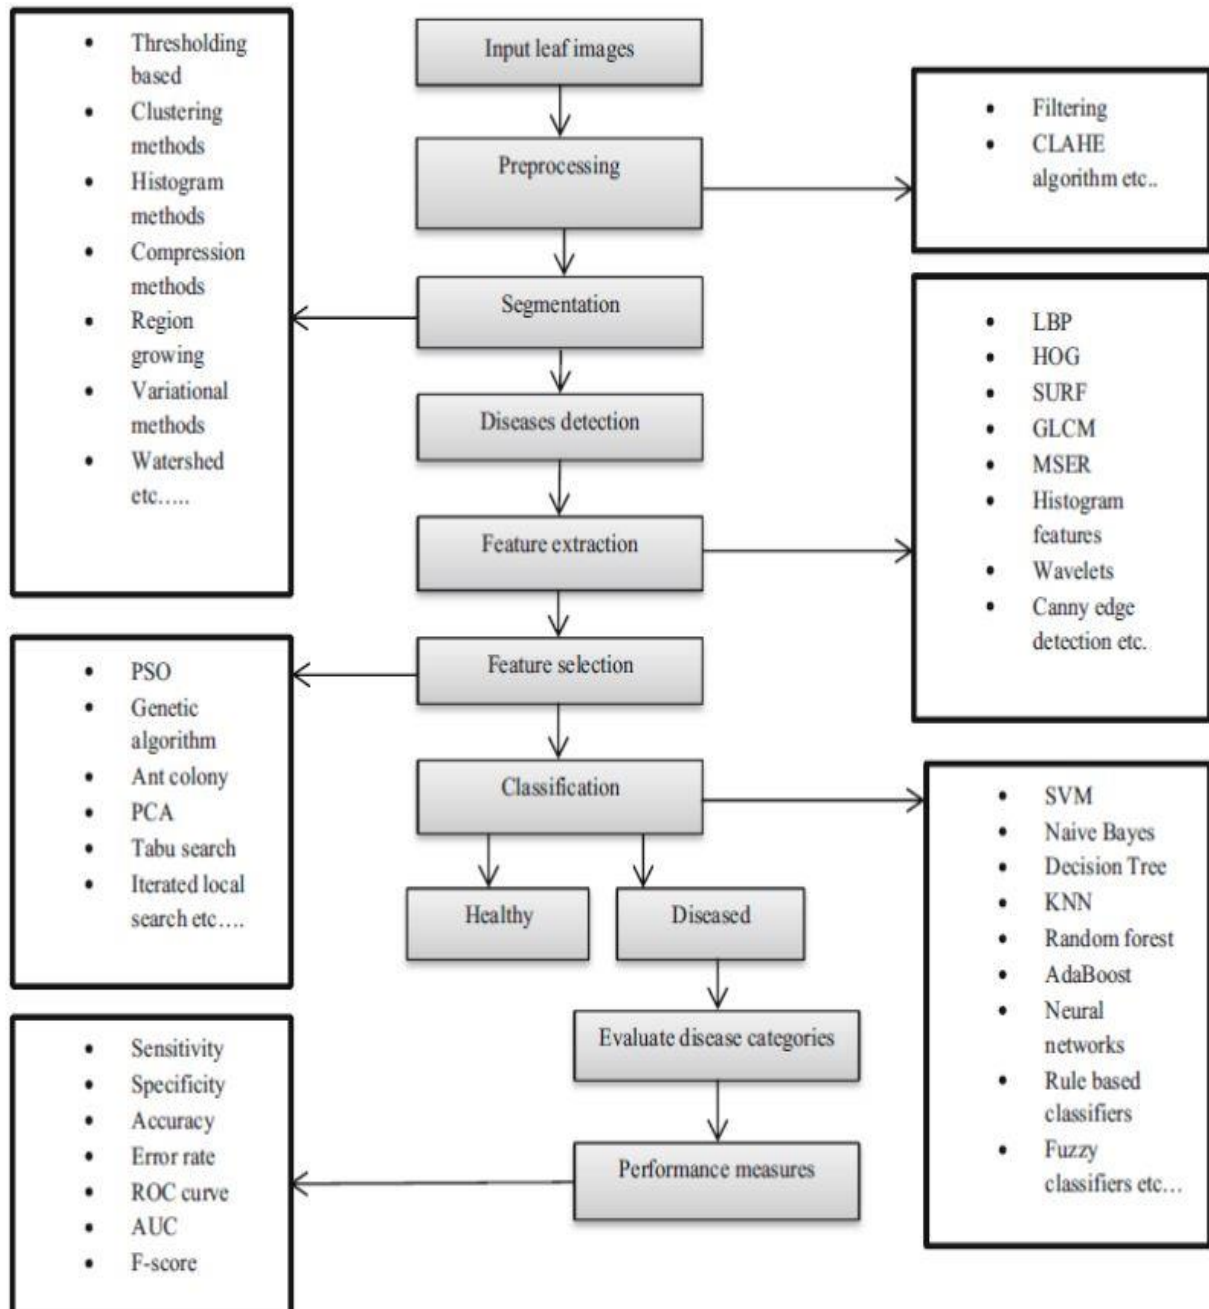 Input leaf images
Preprocessing
Segmentation
Diseases detection
Feature extraction
Feature selection
Classification
Healthy
Diseased
Evaluate disease categories
Performance measures
• Thresholding
based
• Clustering
methods
• Histogram
methods
• Compression
methods
• Region
growing
• Variational
methods
• Watershed
etc…..
• Filtering
• CLAHE
algorithm etc..
• LBP
• HOG
• SURF
• GLCM
• MSER
• Histogram
features
• Wavelets
• Canny edge
detection etc.
• PSO
• Genetic
algorithm
• Ant colony
• PCA
• Tabu search
• Iterated local
search etc….
• SVM
• Naive Bayes
• Decision Tree
• KNN
• Random forest
• AdaBoost
• Neural
networks
• Rule based
classifiers
• Fuzzy
classifiers etc…
• Sensitivity
• Specificity
• Accuracy
• Error rate
• ROC curve
• AUC
• F-score